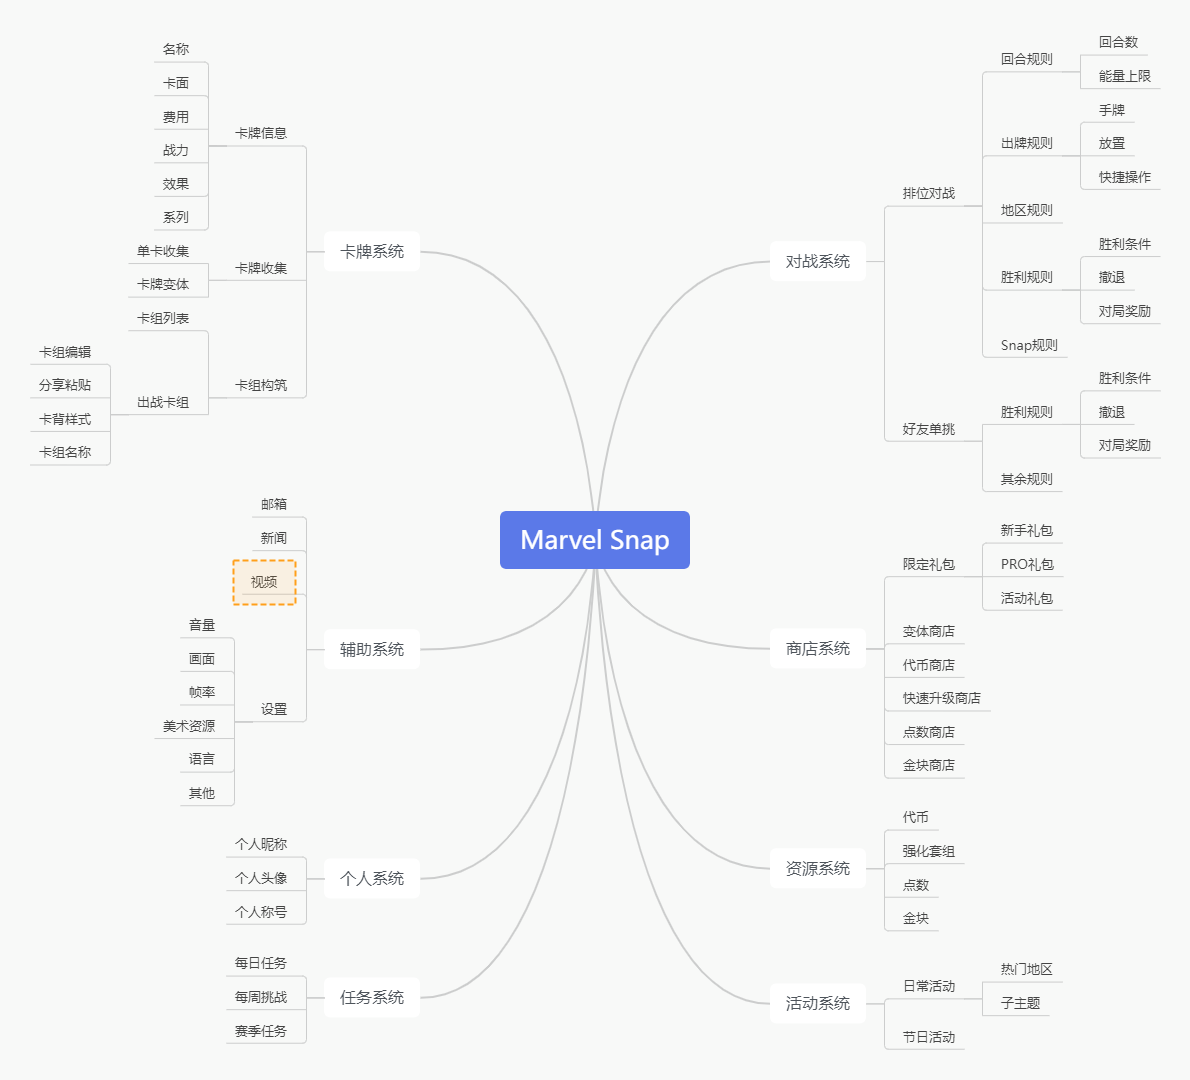 Marvel Snap
卡牌系统
卡牌信息
名称
卡面
费用
战力
效果
系列
卡牌收集
单卡收集
卡牌变体
卡组构筑
卡组列表
出战卡组
卡组编辑
分享粘贴
卡背样式
卡组名称
辅助系统
邮箱
新闻
视频
设置
音量
画面
帧率
美术资源
语言
其他
个人系统
个人昵称
个人头像
个人称号
任务系统
每日任务
每周挑战
赛季任务
对战系统
排位对战
回合规则
回合数
能量上限
出牌规则
手牌
放置
快捷操作
地区规则
胜利规则
胜利条件
撤退
对局奖励
Snap规则
好友单挑
胜利规则
胜利条件
撤退
对局奖励
其余规则
商店系统
限定礼包
新手礼包
PRO礼包
活动礼包
变体商店
代币商店
快速升级商店
点数商店
金块商店
资源系统
代币
强化套组
点数
金块
活动系统
日常活动
热门地区
子主题
节日活动